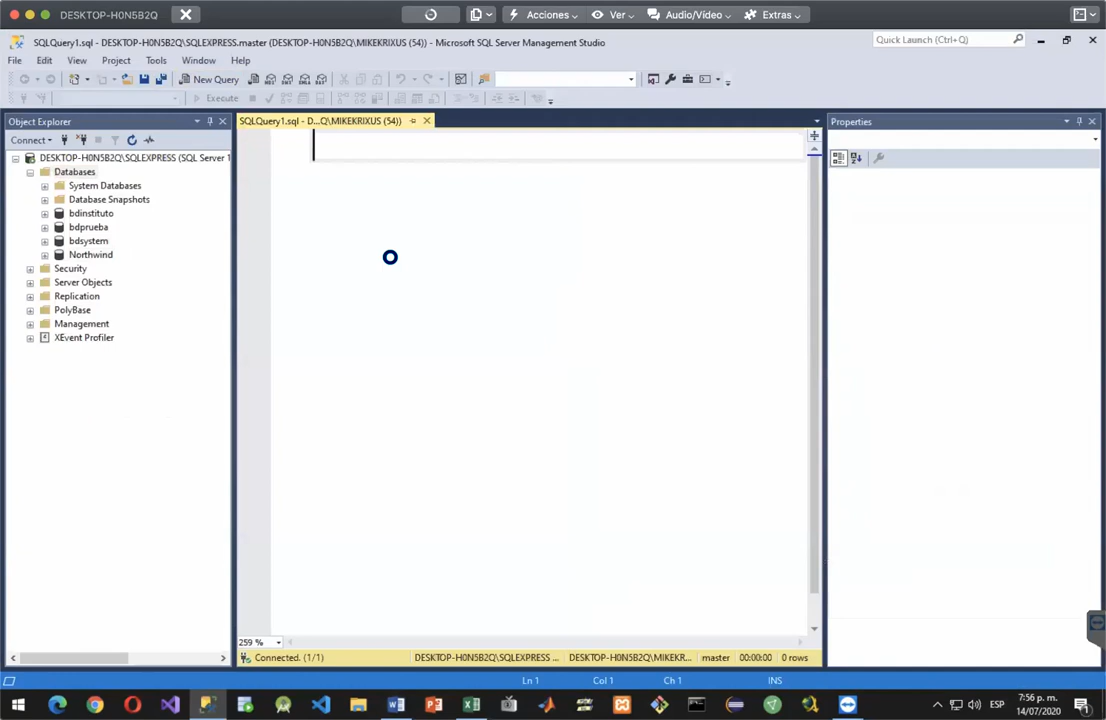 DESKTOP-H0N5B2Q
Acciones
Ver
Audio/Vídeo
Extras
SQLQuery1.sql - DESKTOP-H0N5B2Q\SQLEXPRESS.master (DESKTOP-H0N5B2Q\MIKEKRIXUS (54)) - Microsoft SQL Server Management Studio
Quick Launch (Ctrl+Q)
File Edit View Project Tools Window Help
New Query
Execute
Object Explorer
SQLQuery1.sql - D...Q\MIKEKRIXUS (54))
Properties
Connect
DESKTOP-H0N5B2Q\SQLEXPRESS (SQL Server 1
Databases
System Databases
Database Snapshots
bdinstituto
bdprueba
bdsystem
Northwind
Security
Server Objects
Replication
PolyBase
Management
XEvent Profiler
259 %
Connected. (1/1)
DESKTOP-H0N5B2Q\SQLEXPRESS ...
DESKTOP-H0N5B2Q\MIKEKR...
master
00:00:00
0 rows
Ln 1
Col 1
Ch 1
INS
ESP
7:56 p. m.
14/07/2020